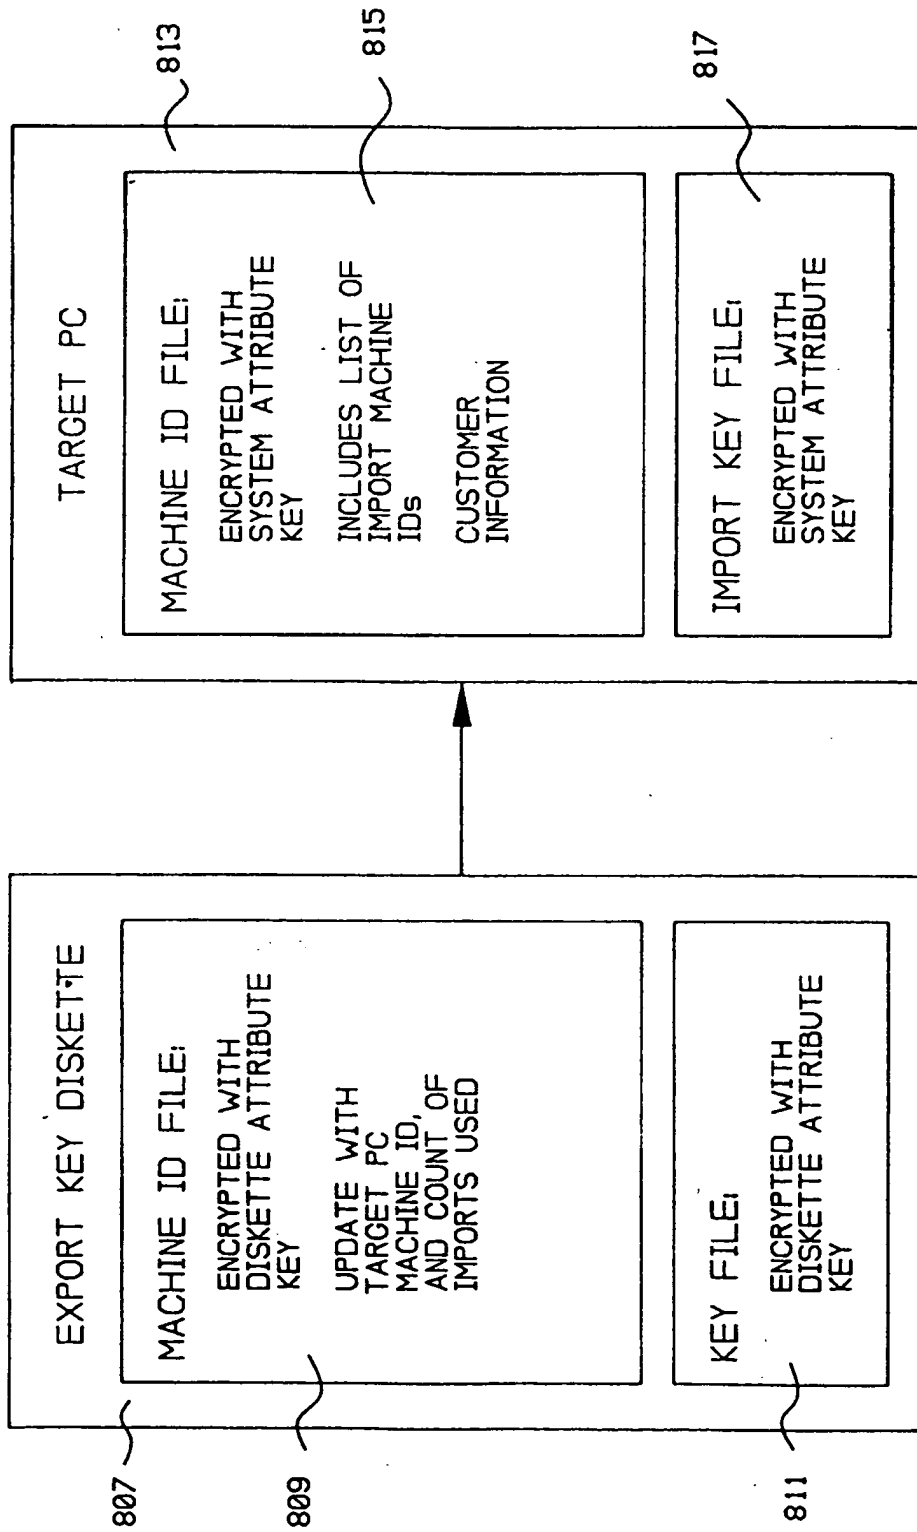 EXPORT KEY DISKETTE
MACHINE ID FILE:
ENCRYPTED WITH
DISKETTE ATTRIBUTE
KEY
UPDATE WITH
TARGET PC
MACHINE ID,
AND COUNT OF
IMPORTS USED
KEY FILE:
ENCRYPTED WITH
DISKETTE ATTRIBUTE
KEY
807
809
811
TARGET PC
MACHINE ID FILE:
ENCRYPTED WITH
SYSTEM ATTRIBUTE
KEY
INCLUDES LIST OF
IMPORT MACHINE
IDs
CUSTOMER
INFORMATION
IMPORT KEY FILE:
ENCRYPTED WITH
SYSTEM ATTRIBUTE
KEY
813
815
817